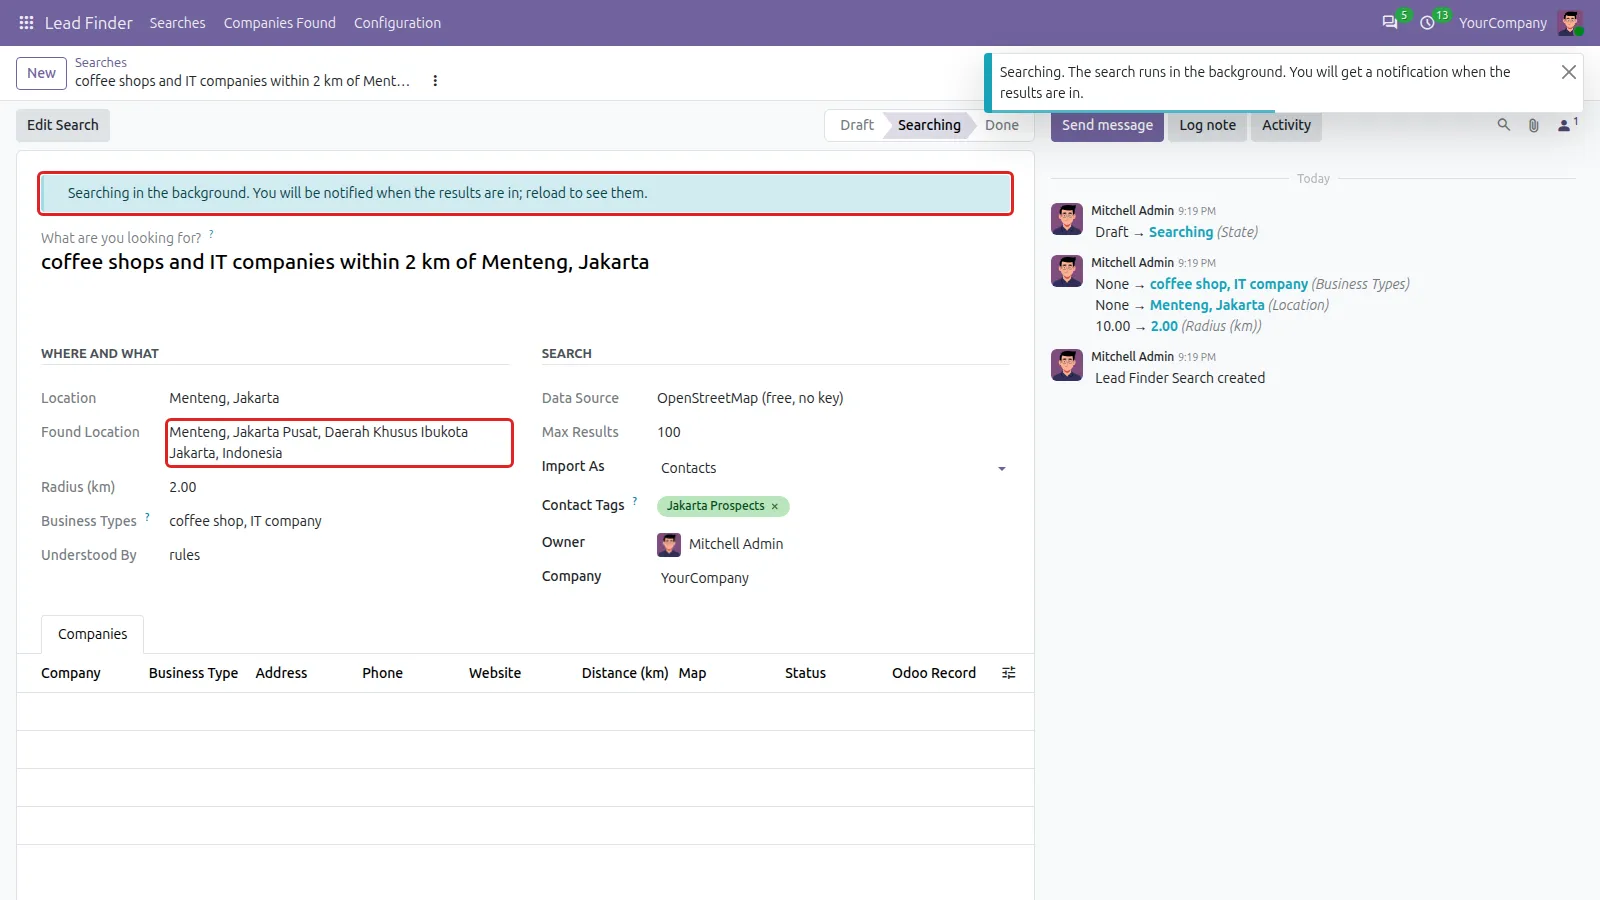 Lead Finder Searches Companies Found Configuration 5 13 YourCompany
New
Searches
coffee shops and IT companies within 2 km of Ment...
Searching. The search runs in the background. You will get a notification when the
results are in.
Edit Search
Draft Searching Done
Send message Log note Activity 1
Searching in the background. You will be notified when the results are in; reload to see them.
What are you looking for? ?
coffee shops and IT companies within 2 km of Menteng, Jakarta
WHERE AND WHAT
Location Menteng, Jakarta
Found Location Menteng, Jakarta Pusat, Daerah Khusus Ibukota
Jakarta, Indonesia
Radius (km) 2.00
Business Types ? coffee shop, IT company
Understood By rules
SEARCH
Data Source OpenStreetMap (free, no key)
Max Results 100
Import As Contacts
Contact Tags ? Jakarta Prospects ×
Owner Mitchell Admin
Company YourCompany
Companies
Company Business Type Address Phone Website Distance (km) Map Status Odoo Record
Today
Mitchell Admin 9:19 PM
Draft → Searching (State)
Mitchell Admin 9:19 PM
None → coffee shop, IT company (Business Types)
None → Menteng, Jakarta (Location)
10.00 → 2.00 (Radius (km))
Mitchell Admin 9:19 PM
Lead Finder Search created